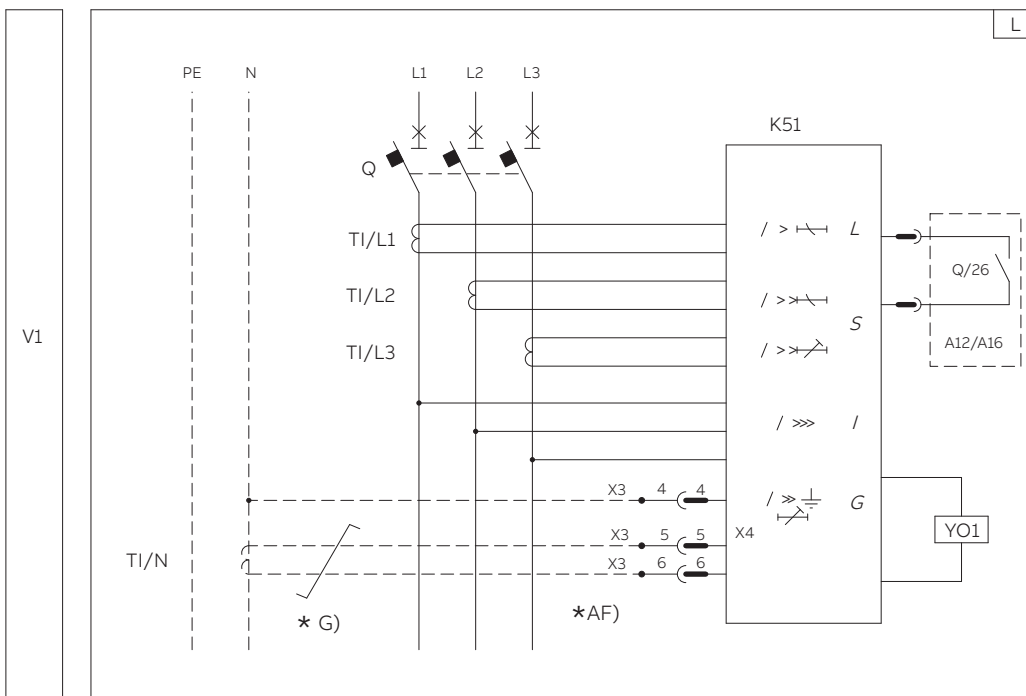 L
PE N L1 L2 L3
K51
Q
TI/L1 / > L
Q/26
TI/L2 / >> S
V1
A12/A16
TI/L3 / >>
/ >>> I
X3 4 4 / >> G
X3 5 5 X4 YO1
TI/N
X3 6 6
* G) *AF)